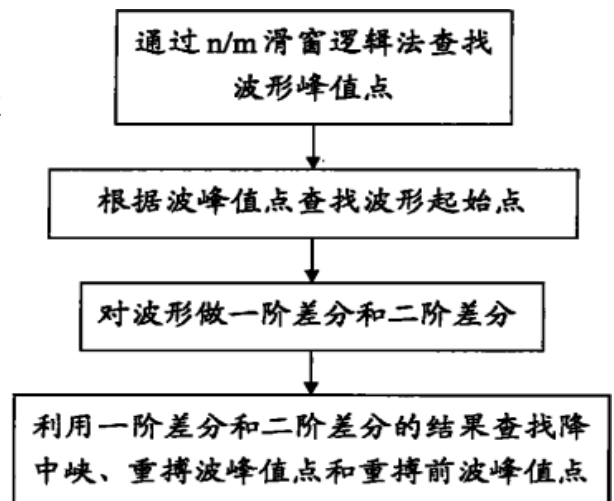 通过n/m滑窗逻辑法查找
波形峰值点
根据波峰值点查找波形起始点
对波形做一阶差分和二阶差分
利用一阶差分和二阶差分的结果查找降
中峡、重搏波峰值点和重搏前波峰值点